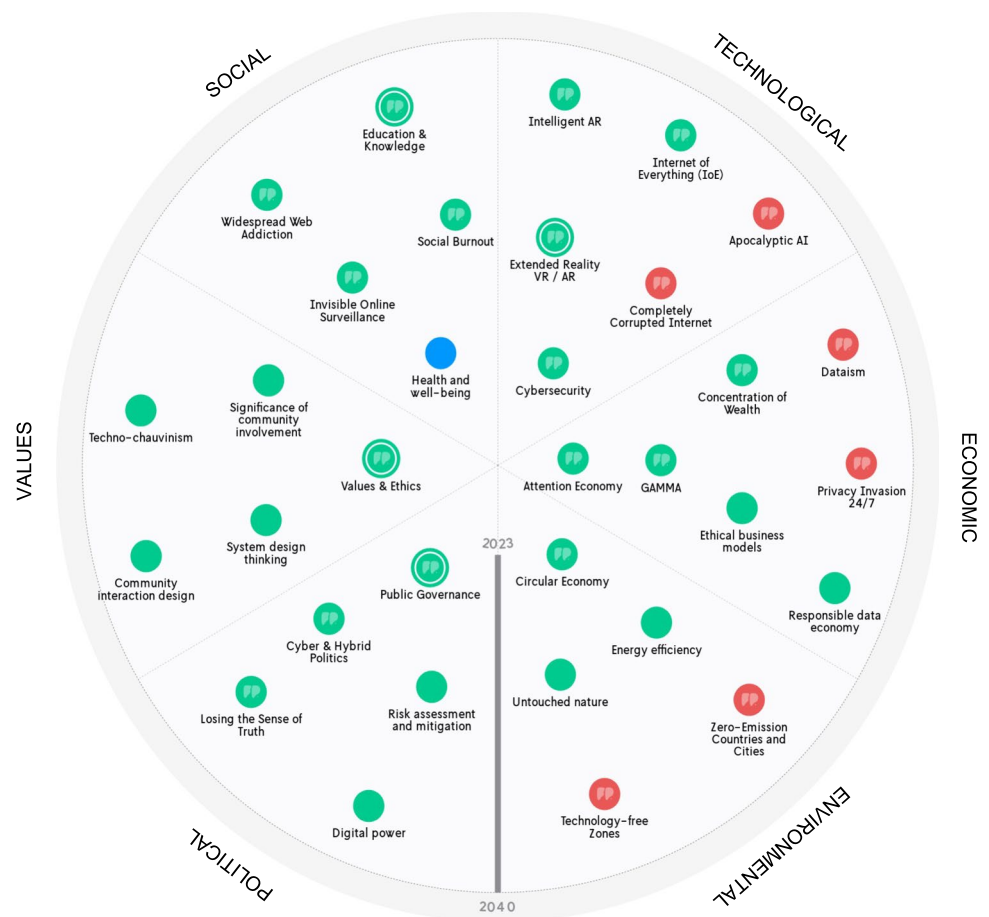 SOCIAL
TECHNOLOGICAL
Education &
Knowledge
Intelligent AR
Internet of
Everything (IoE)
Widespread Web
Addiction
Social Burnout
Apocalyptic AI
Extended Reality
VR / AR
Invisible Online
Surveillance
Completely
Corrupted Internet
Health and
well-being
Cybersecurity
Dataism
Concentration of
Wealth
Significance of
community
involvement
Techno-chauvinism
VALUES
ECONOMIC
Values & Ethics
Attention Economy
GAMMA
Privacy Invasion
24/7
Ethical business
models
System design
thinking
2023
Community
interaction design
Public Governance
Circular Economy
Responsible data
economy
Cyber & Hybrid
Politics
Energy efficiency
Untouched nature
Losing the Sense of
Truth
Risk assessment
and mitigation
Zero-Emission
Countries and
Cities
Digital power
Technology-free
Zones
POLITICAL
ENVIRONMENTAL
2040